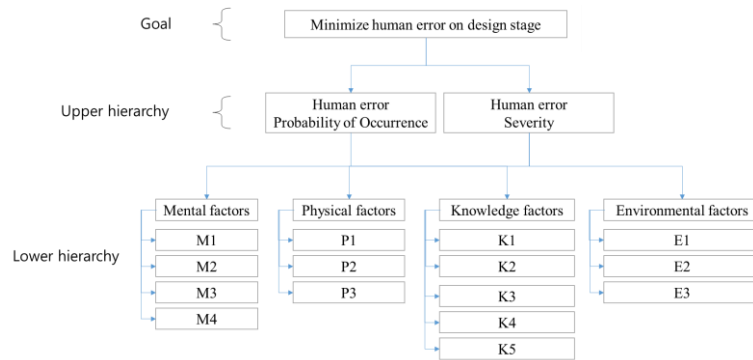 Goal
Minimize human error on design stage
Upper hierarchy
Human error
Probability of Occurrence
Human error
Severity
Lower hierarchy
Mental factors
M1
M2
M3
M4
Physical factors
P1
P2
P3
Knowledge factors
K1
K2
K3
K4
K5
Environmental factors
E1
E2
E3